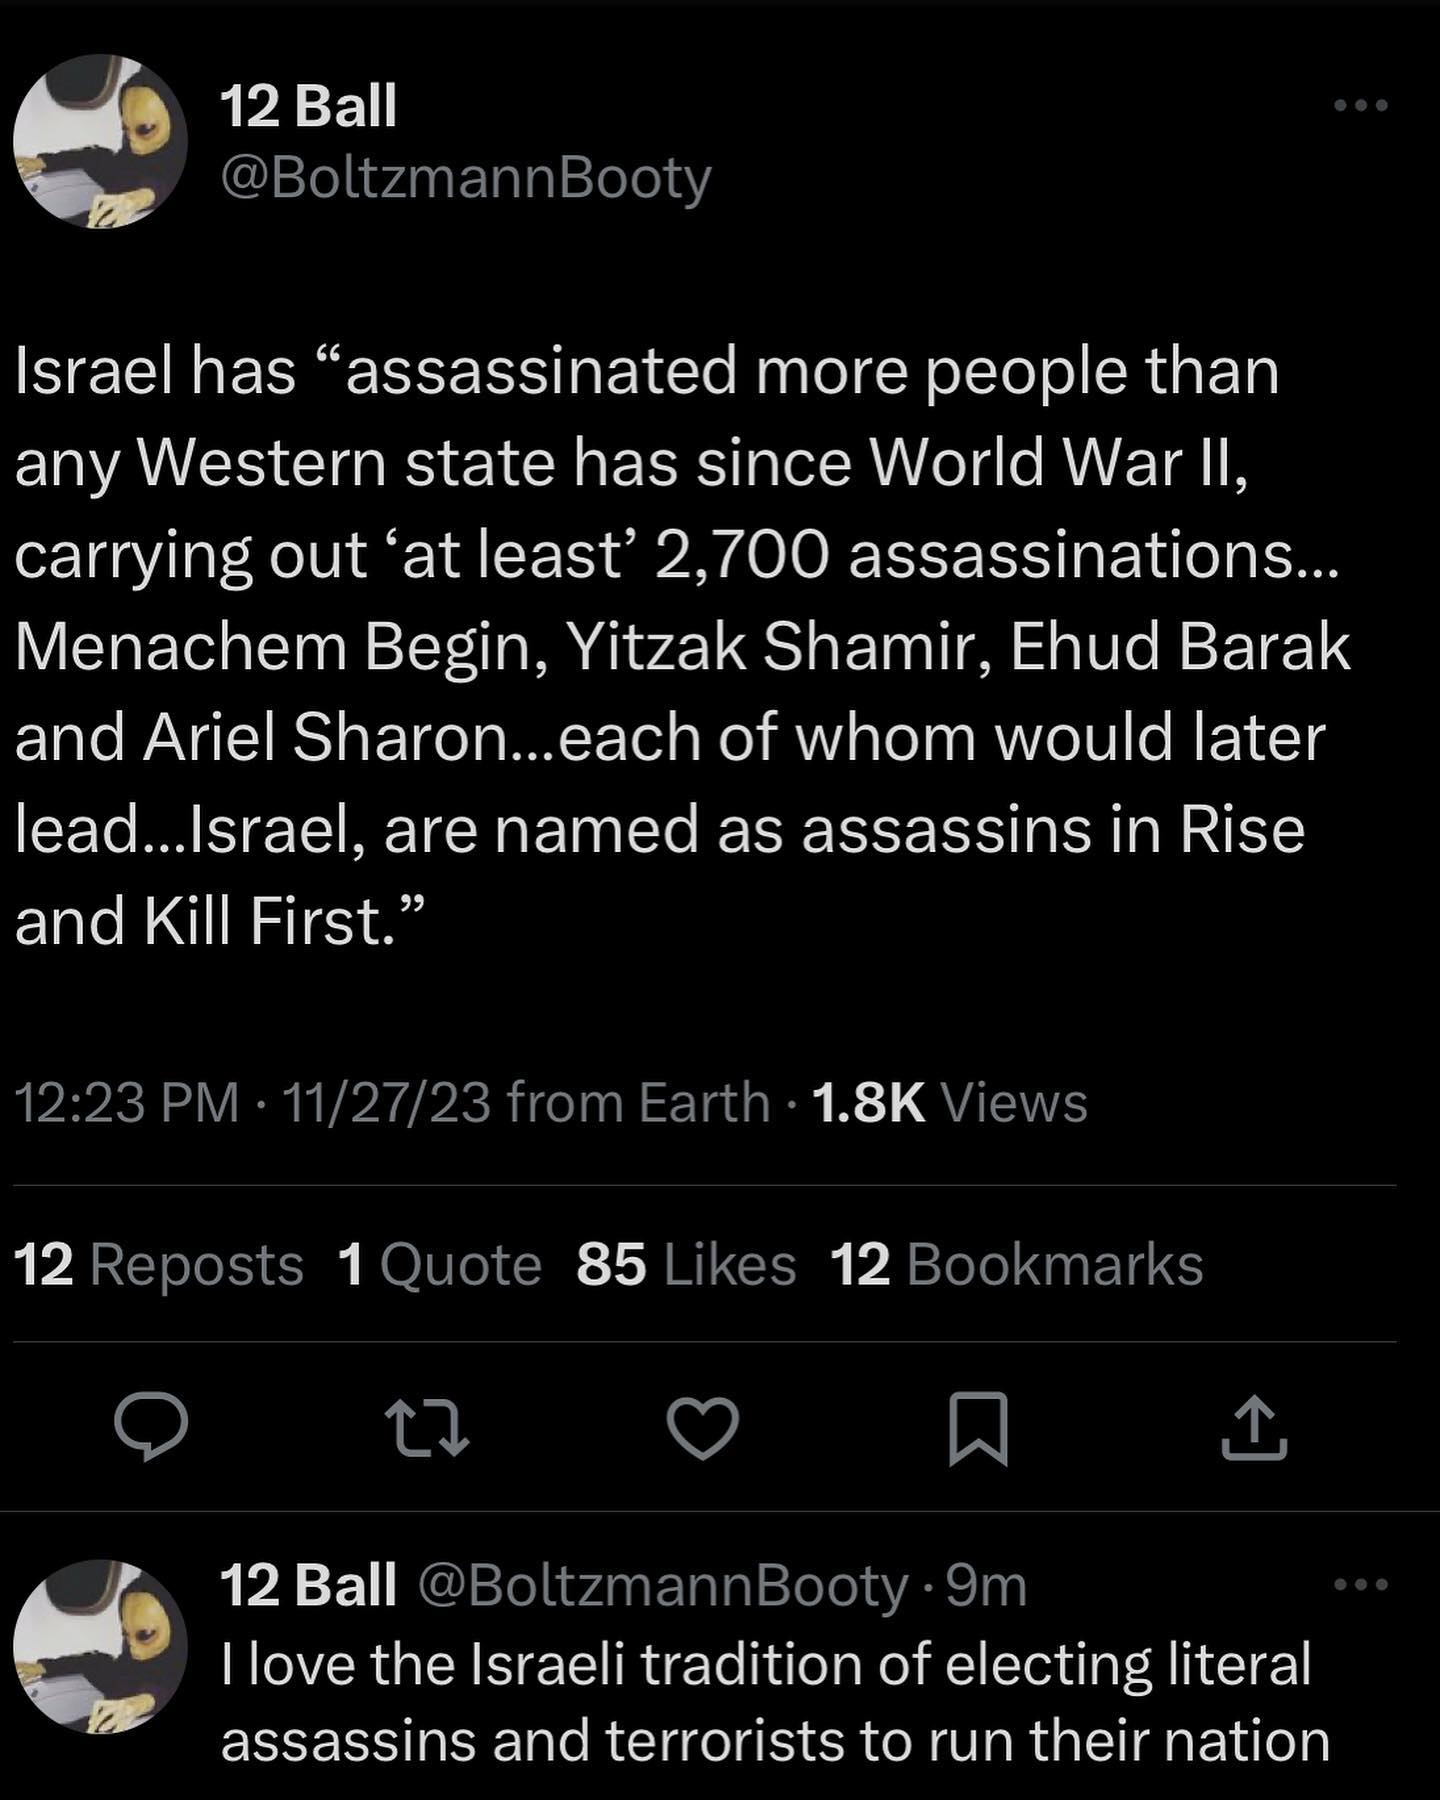 12 Ball
@BoltzmannBooty
Israel has “assassinated more people than
any Western state has since World War II,
carrying out ‘at least’ 2,700 assassinations...
Menachem Begin, Yitzak Shamir, Ehud Barak
and Ariel Sharon...each of whom would later
lead...Israel, are named as assassins in Rise
and Kill First.”
12:23 PM · 11/27/23 from Earth · 1.8K Views
12 Reposts 1 Quote 85 Likes 12 Bookmarks
12 Ball @BoltzmannBooty · 9m
I love the Israeli tradition of electing literal
assassins and terrorists to run their nation